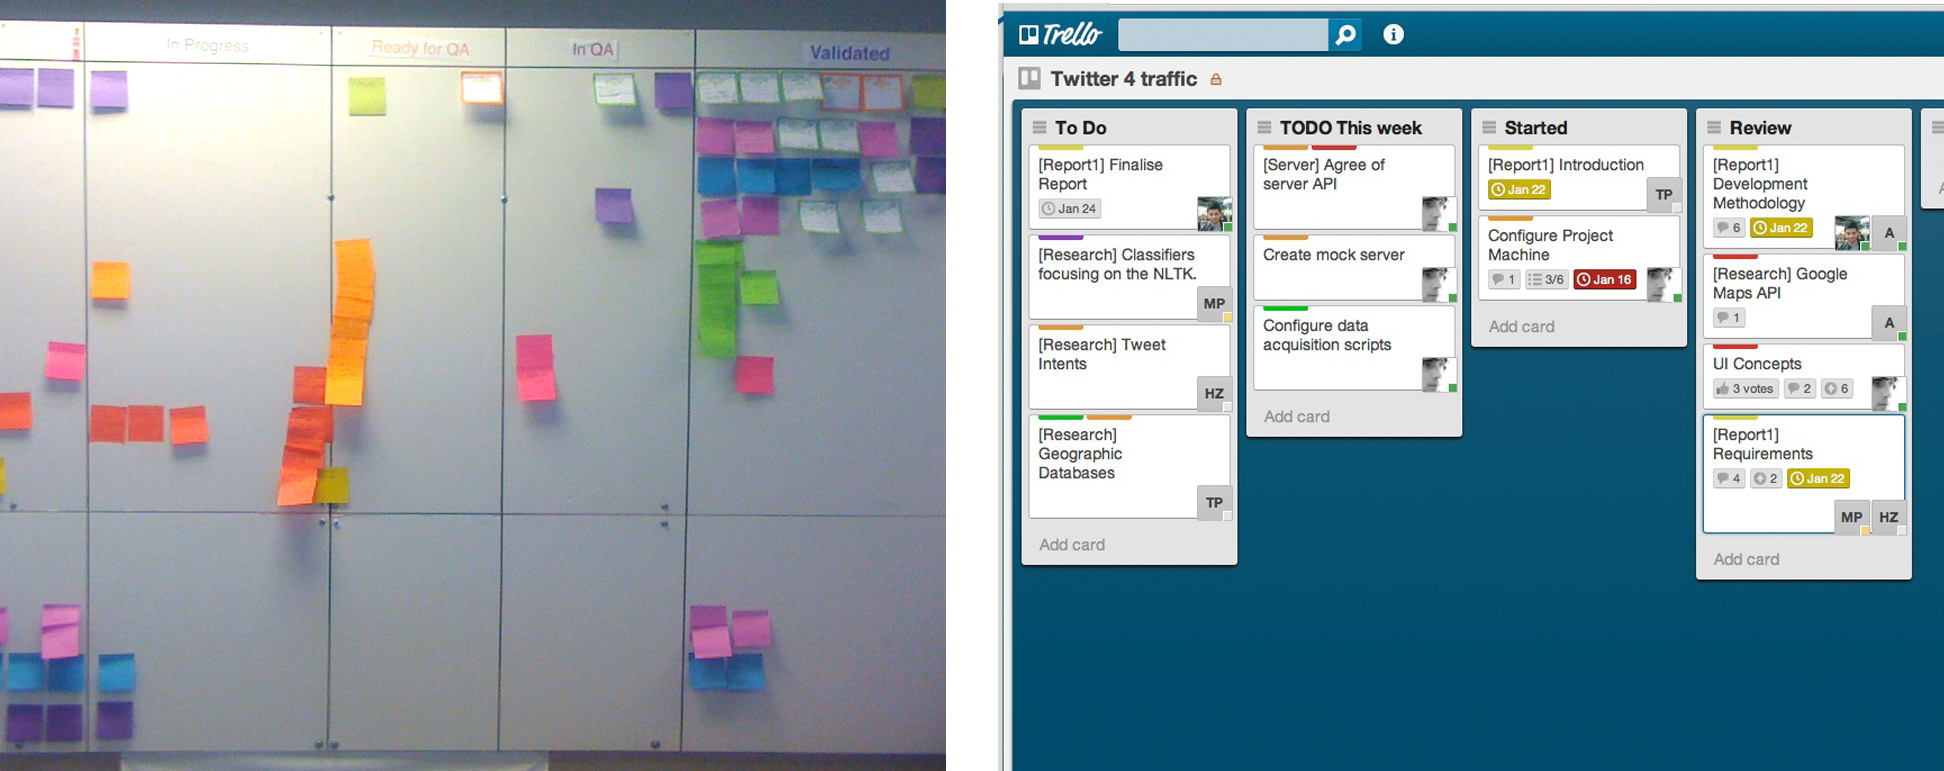 In Progress
Ready for QA
In QA
Validated
Trello
Twitter 4 traffic
To Do
[Report1] Finalise
Report
Jan 24
[Research] Classifiers
focusing on the NLTK.
MP
[Research] Tweet
Intents
HZ
[Research]
Geographic
Databases
TP
Add card
TODO This week
[Server] Agree of
server API
Create mock server
Configure data
acquisition scripts
Add card
Started
[Report1] Introduction
Jan 22
TP
Configure Project
Machine
1 3/6 Jan 16
Add card
Review
[Report1]
Development
Methodology
6 Jan 22
A
[Research] Google
Maps API
1
A
UI Concepts
3 votes 2 6
[Report1]
Requirements
4 2 Jan 22
MP HZ
Add card